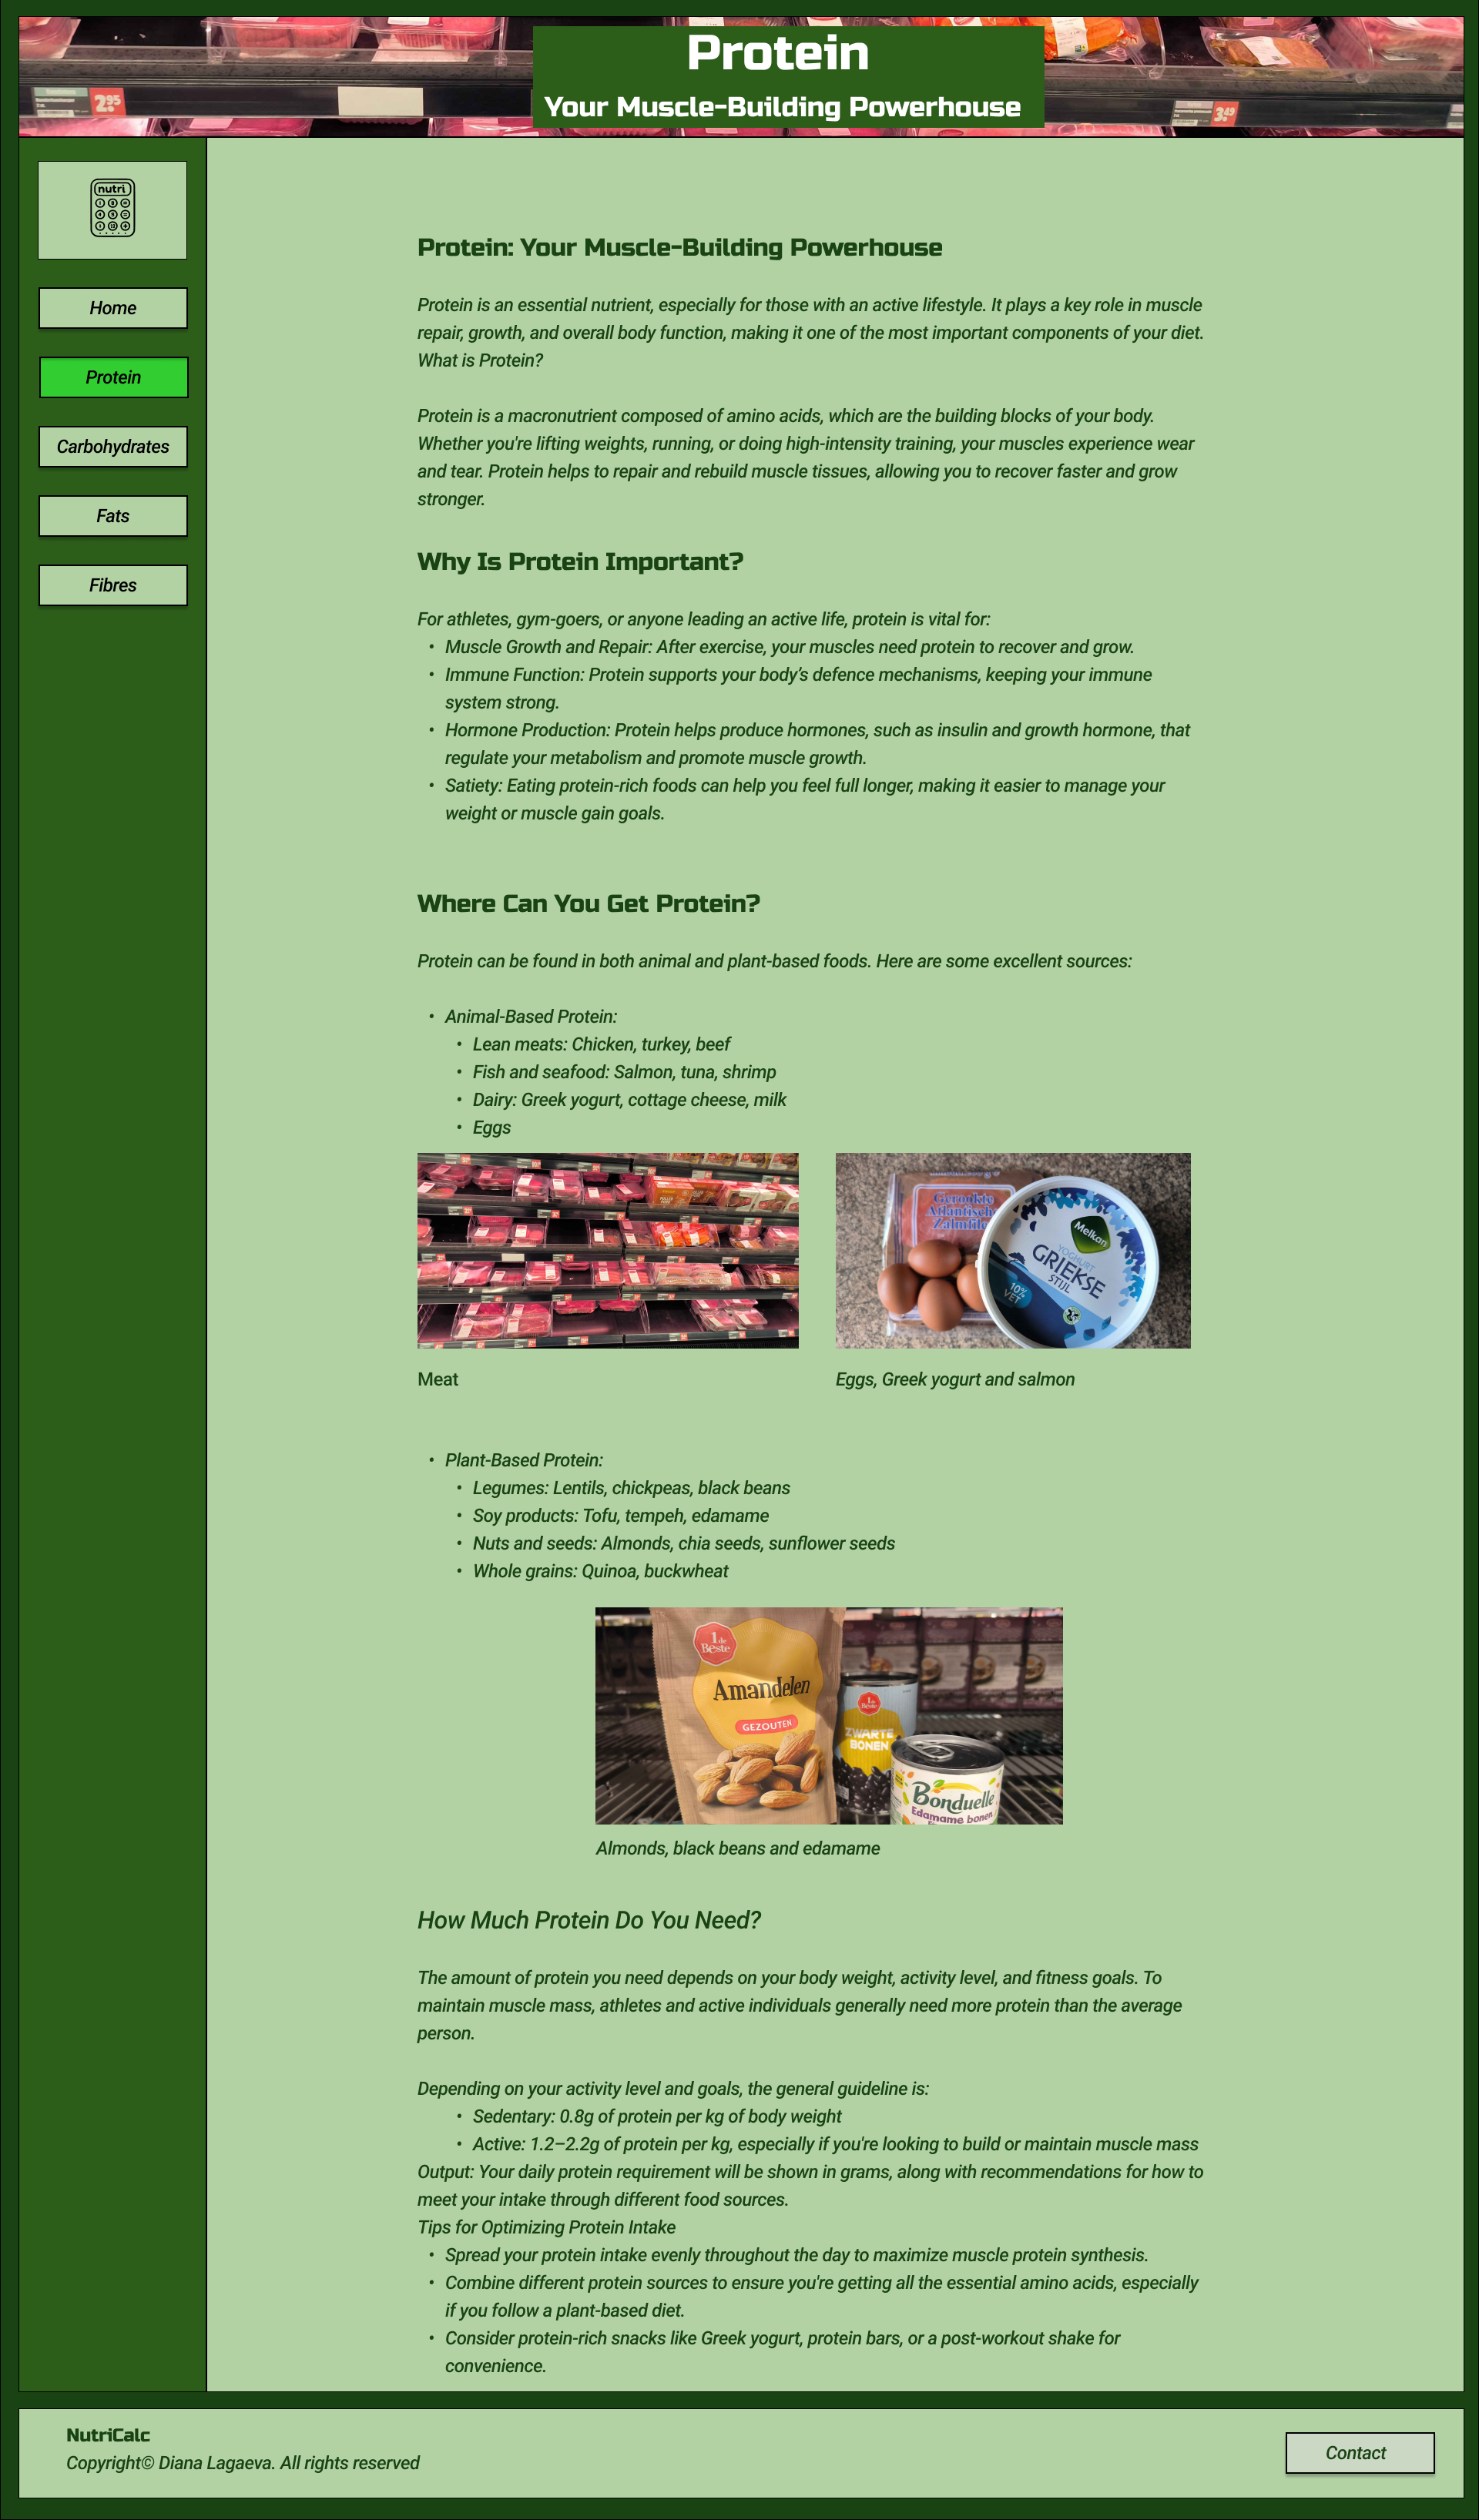 Protein
Your Muscle-Building Powerhouse
2.95
3.49
nutri
Home
Protein
Carbohydrates
Fats
Fibres
Protein: Your Muscle-Building Powerhouse
Protein is an essential nutrient, especially for those with an active lifestyle. It plays a key role in muscle
repair, growth, and overall body function, making it one of the most important components of your diet.
What is Protein?
Protein is a macronutrient composed of amino acids, which are the building blocks of your body.
Whether you're lifting weights, running, or doing high-intensity training, your muscles experience wear
and tear. Protein helps to repair and rebuild muscle tissues, allowing you to recover faster and grow
stronger.
Why Is Protein Important?
For athletes, gym-goers, or anyone leading an active life, protein is vital for:
• Muscle Growth and Repair: After exercise, your muscles need protein to recover and grow.
• Immune Function: Protein supports your body’s defence mechanisms, keeping your immune
system strong.
• Hormone Production: Protein helps produce hormones, such as insulin and growth hormone, that
regulate your metabolism and promote muscle growth.
• Satiety: Eating protein-rich foods can help you feel full longer, making it easier to manage your
weight or muscle gain goals.
Where Can You Get Protein?
Protein can be found in both animal and plant-based foods. Here are some excellent sources:
• Animal-Based Protein:
• Lean meats: Chicken, turkey, beef
• Fish and seafood: Salmon, tuna, shrimp
• Dairy: Greek yogurt, cottage cheese, milk
• Eggs
Gerookte
Atlantische
Zalmfilet
Melkan
YOGHURT
GRIEKSE
STIJL
10%
VET
Meat
Eggs, Greek yogurt and salmon
• Plant-Based Protein:
• Legumes: Lentils, chickpeas, black beans
• Soy products: Tofu, tempeh, edamame
• Nuts and seeds: Almonds, chia seeds, sunflower seeds
• Whole grains: Quinoa, buckwheat
1 de
Beste
Amandelen
GEZOUTEN
1 de
Beste
ZWARTE
BONEN
Bonduelle
Edamame bonen
Almonds, black beans and edamame
How Much Protein Do You Need?
The amount of protein you need depends on your body weight, activity level, and fitness goals. To
maintain muscle mass, athletes and active individuals generally need more protein than the average
person.
Depending on your activity level and goals, the general guideline is:
• Sedentary: 0.8g of protein per kg of body weight
• Active: 1.2–2.2g of protein per kg, especially if you're looking to build or maintain muscle mass
Output: Your daily protein requirement will be shown in grams, along with recommendations for how to
meet your intake through different food sources.
Tips for Optimizing Protein Intake
• Spread your protein intake evenly throughout the day to maximize muscle protein synthesis.
• Combine different protein sources to ensure you're getting all the essential amino acids, especially
if you follow a plant-based diet.
• Consider protein-rich snacks like Greek yogurt, protein bars, or a post-workout shake for
convenience.
NutriCalc
Copyright© Diana Lagaeva. All rights reserved
Contact